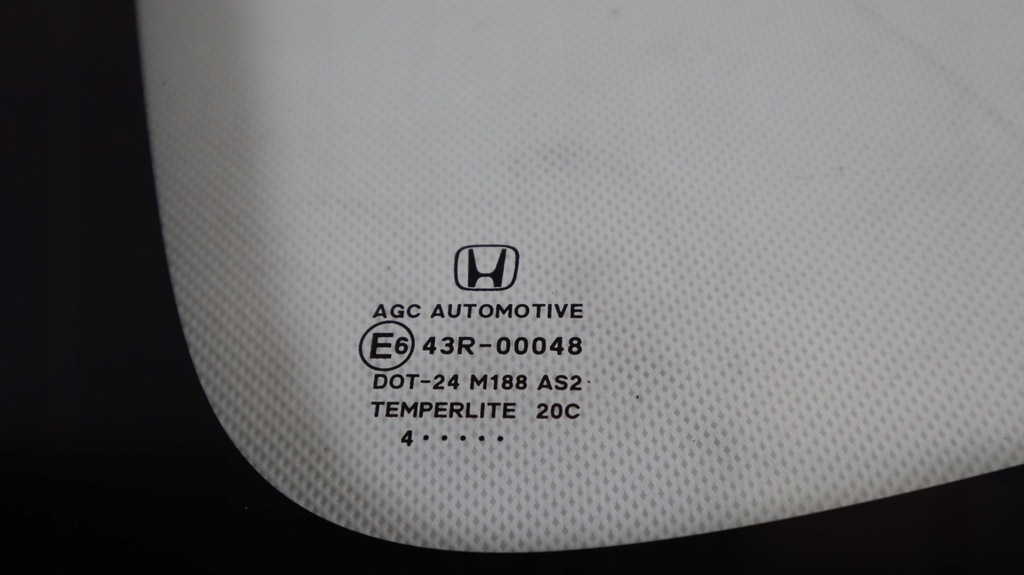 AGC AUTOMOTIVE
E6 43R-00048
DOT-24 M188 AS2
TEMPERLITE 20C
4·····